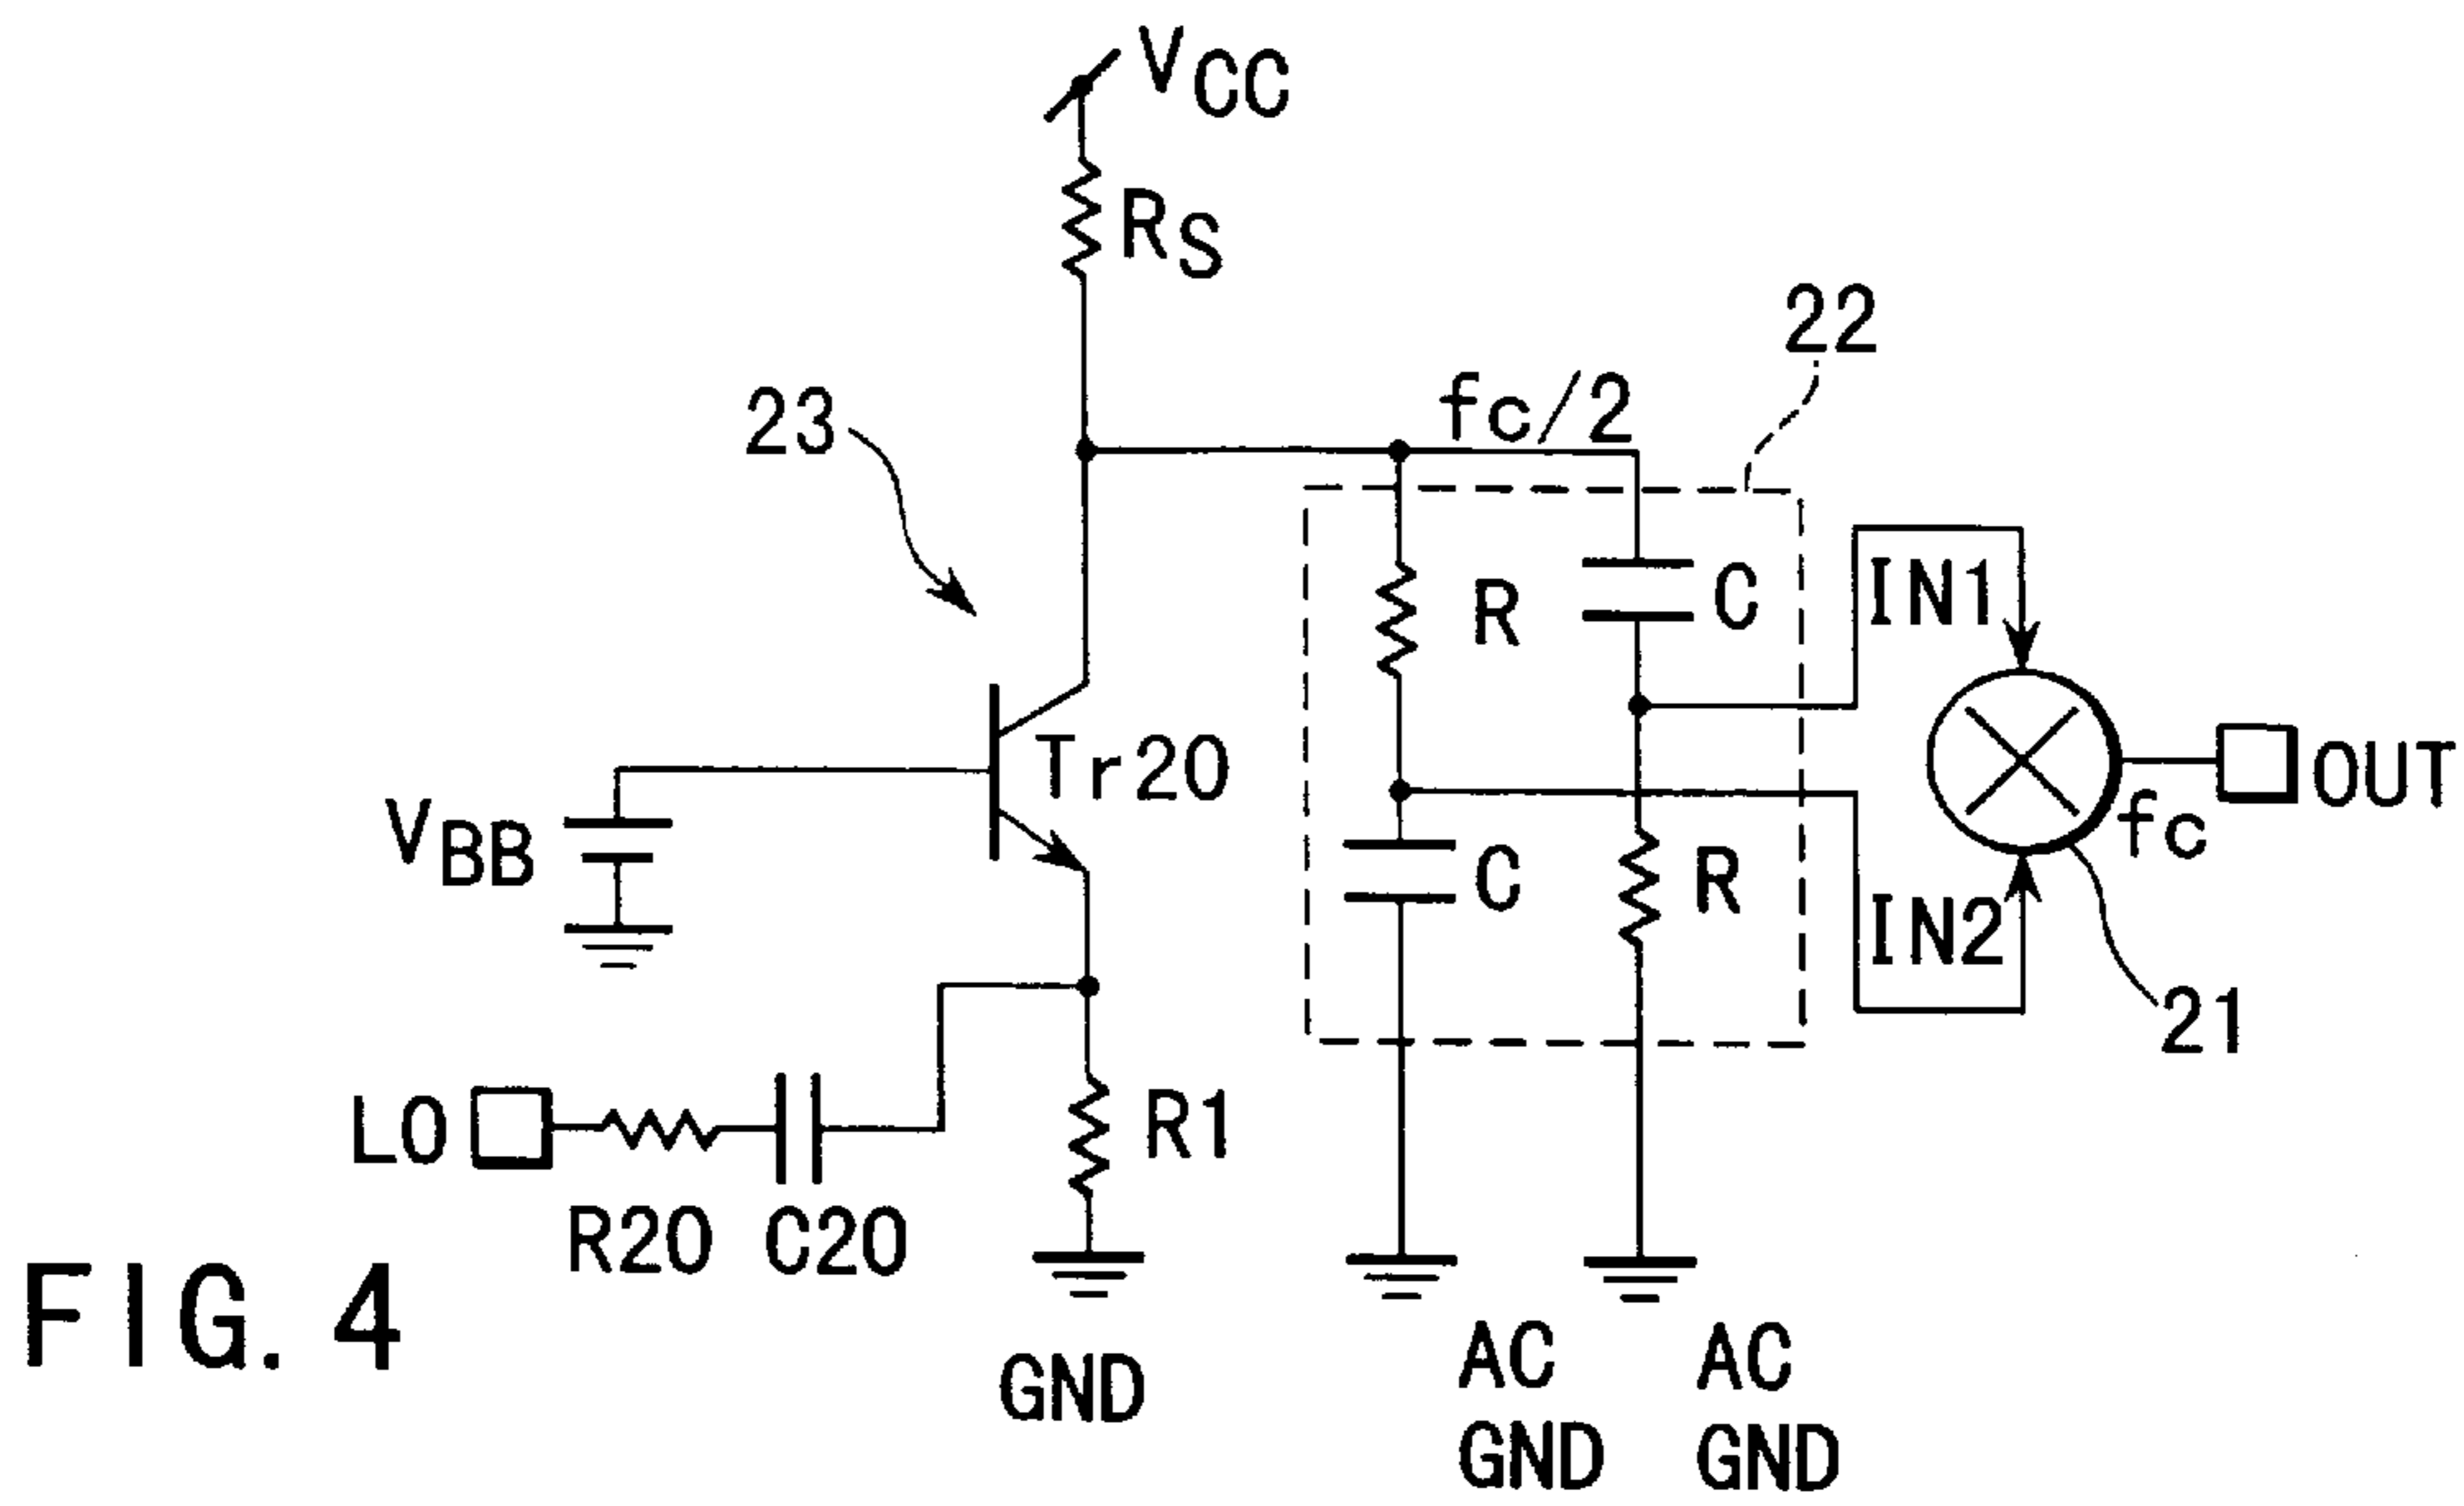 VCC
RS
22
fc/2
23
IN1
R
C
Tr20
OUT
VBB
fc
C
R
IN2
21
LO
R1
R20
C20
FIG. 4
GND
AC
GND
AC
GND